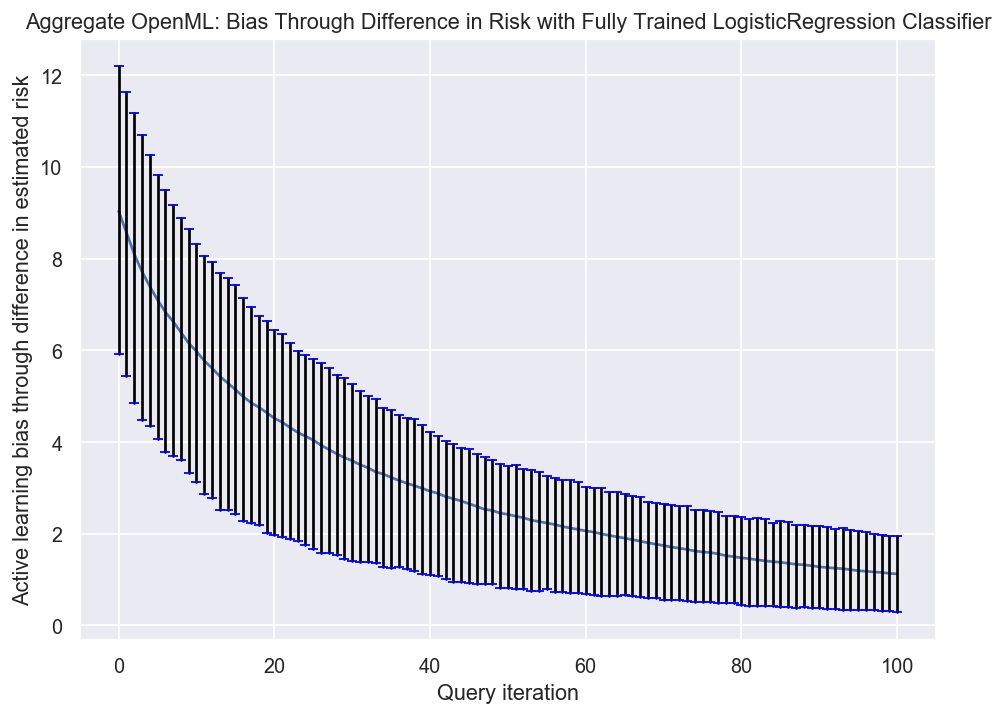 Aggregate OpenML: Bias Through Difference in Risk with Fully Trained LogisticRegression Classifier
Active learning bias through difference in estimated risk
12
10
8
6
4
2
0
0 20 40 60 80 100
Query iteration